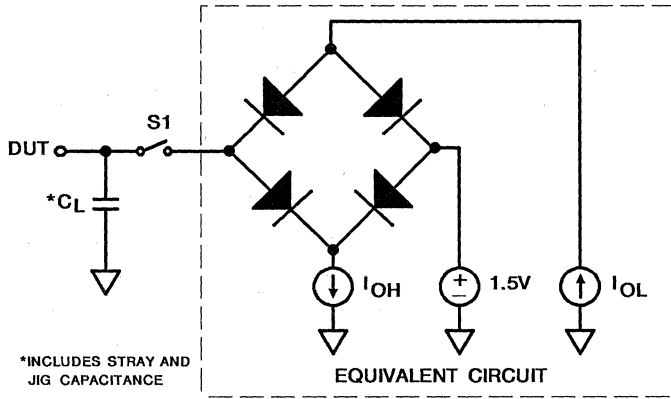 S1
DUT
*CL
IOH
+
−
1.5V
IOL
*INCLUDES STRAY AND
JIG CAPACITANCE
EQUIVALENT CIRCUIT